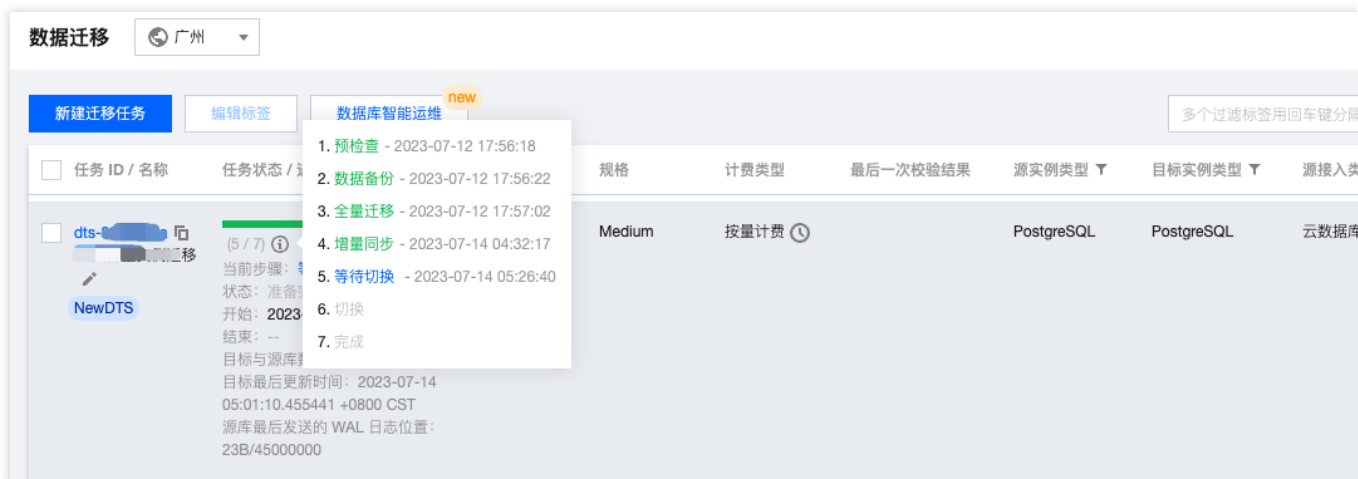 数据迁移 广州
新建迁移任务 编辑标签 数据库智能运维 new 多个过滤标签用回车键分隔
任务 ID / 名称 任务状态 / 规格 计费类型 最后一次校验结果 源实例类型 目标实例类型 源接入类
dts- Medium 按量计费 PostgreSQL PostgreSQL 云数据库
迁移
NewDTS
(5 / 7)
当前步骤：
状态：准备
开始：2023-
结束：--
目标与源库
目标最后更新时间：2023-07-14
05:01:10.455441 +0800 CST
源库最后发送的 WAL 日志位置：
23B/45000000
1. 预检查 - 2023-07-12 17:56:18
2. 数据备份 - 2023-07-12 17:56:22
3. 全量迁移 - 2023-07-12 17:57:02
4. 增量同步 - 2023-07-14 04:32:17
5. 等待切换 - 2023-07-14 05:26:40
6. 切换
7. 完成